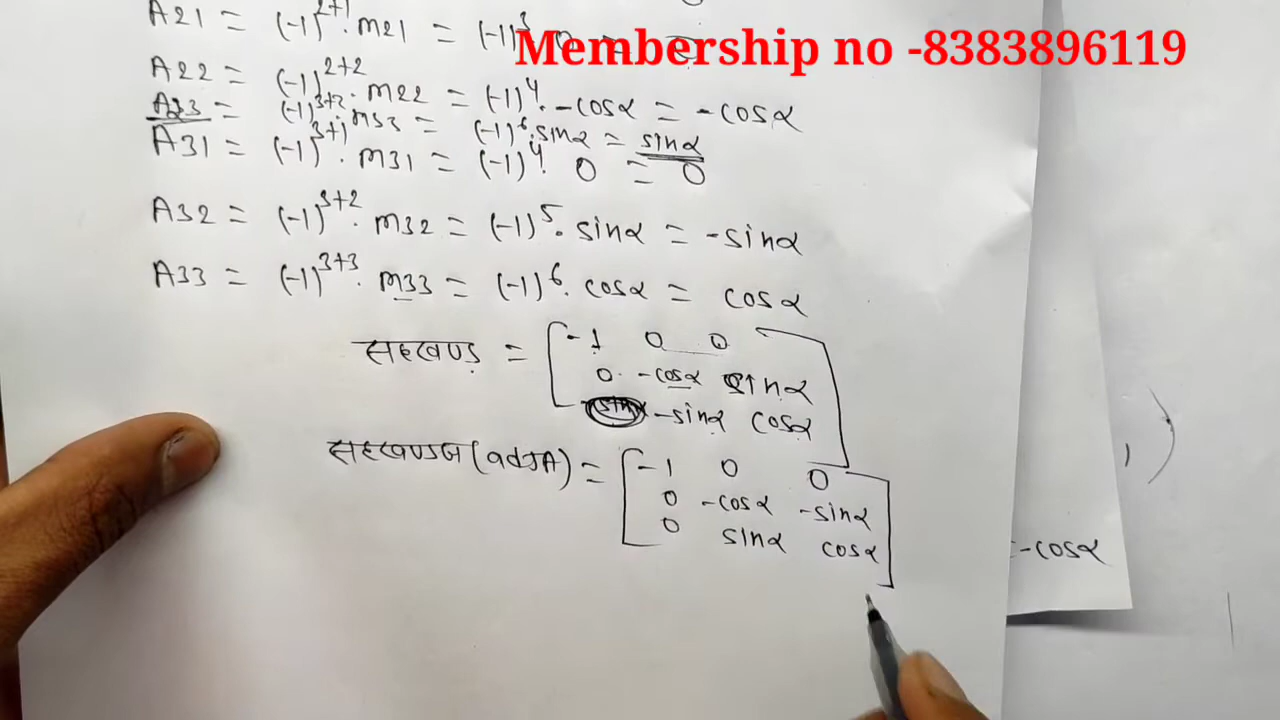 A21 = (-1)^2+1 . m21 = (-1)^3 0 = 0
Membership no -8383896119
A22 = (-1)^2+2 . m22 = (-1)^4 . -cosα = -cosα
A33 = (-1)^3+2 . m33 = (-1)^6 . sinα = sinα
A31 = (-1)^3+1 . m31 = (-1)^4 . 0 = 0
A32 = (-1)^3+2 . m32 = (-1)^5 . sinα = -sinα
A33 = (-1)^3+3 . m33 = (-1)^6 . cosα = cosα
सहखण्ड = [ -1 0 0
0 -cosα sinα
-sinα cosα ]
सहखण्डज (adJA) = [ -1 0 0
0 -cosα -sinα
0 sinα cosα ]
= -cosα